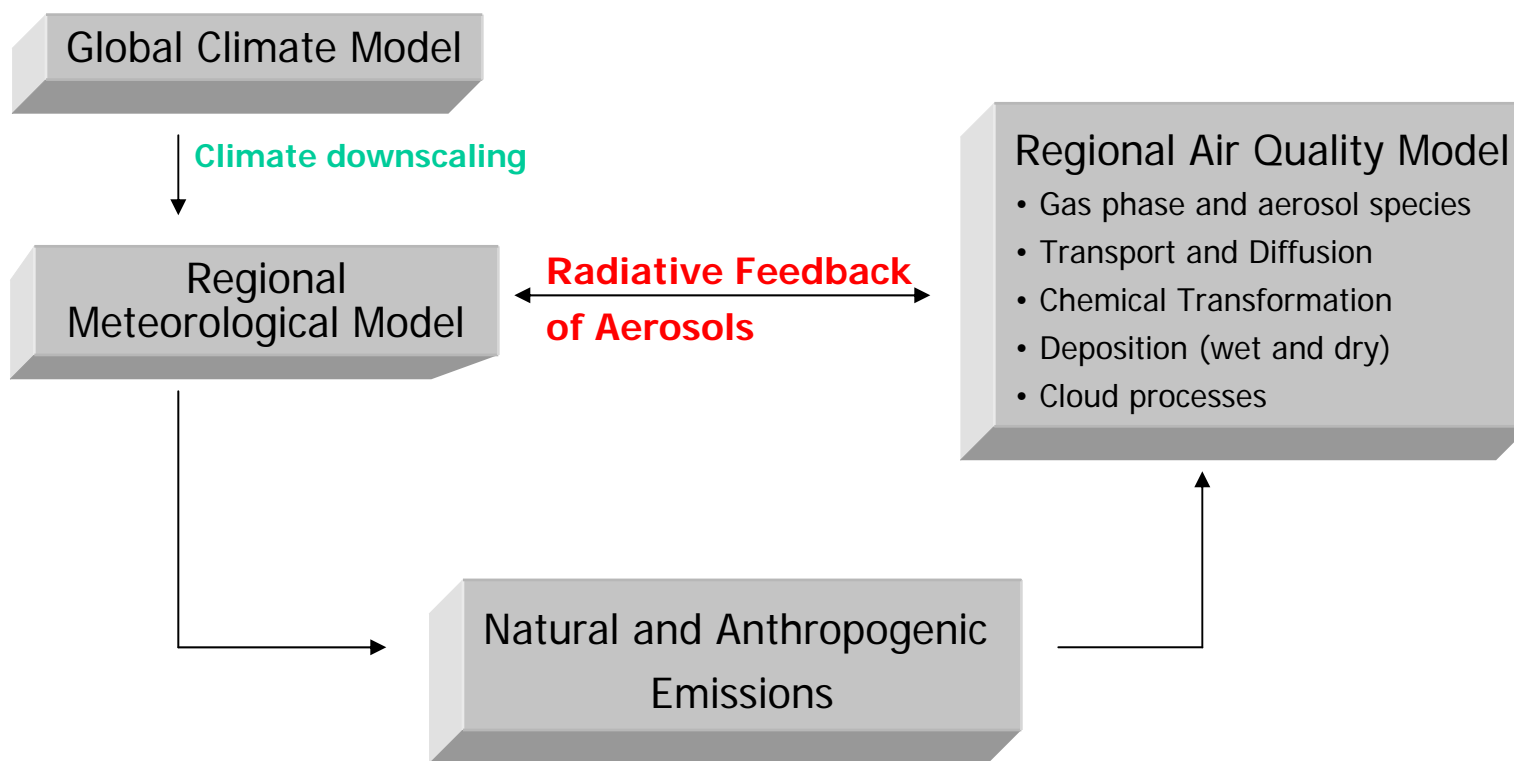 Global Climate Model
Climate downscaling
Regional
Meteorological Model
Radiative Feedback
of Aerosols
Regional Air Quality Model
• Gas phase and aerosol species
• Transport and Diffusion
• Chemical Transformation
• Deposition (wet and dry)
• Cloud processes
Natural and Anthropogenic
Emissions